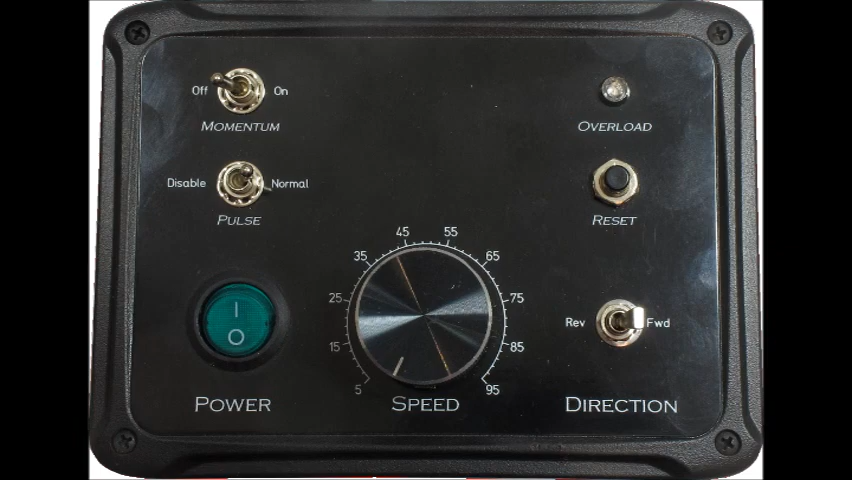 Off On
MOMENTUM
OVERLOAD
Disable Normal
PULSE
RESET
45 55
35 65
25 75
15 85
5 95
I
O
Rev Fwd
POWER
SPEED
DIRECTION